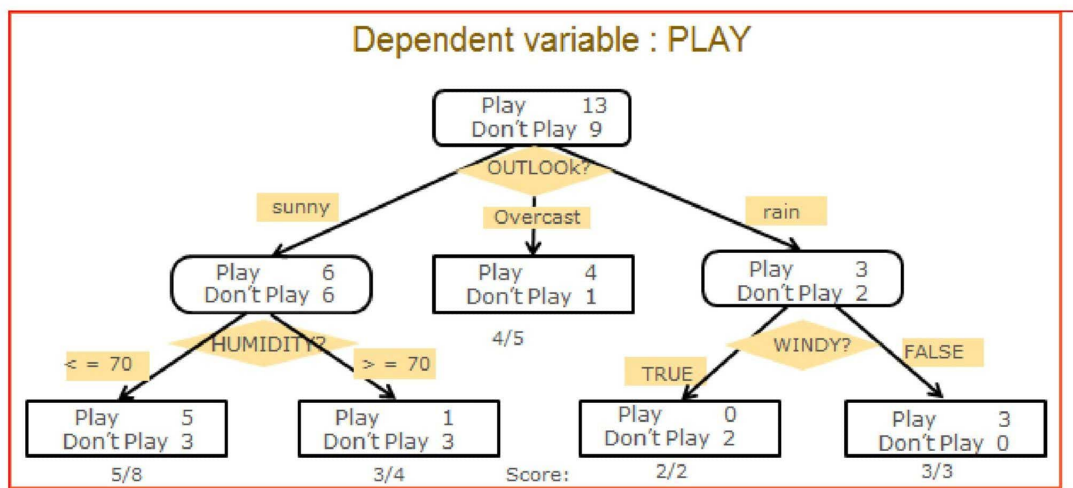 Dependent variable : PLAY
Play 13
Don't Play 9
OUTLOOk?
sunny
Overcast
rain
Play 6
Don't Play 6
Play 4
Don't Play 1
Play 3
Don't Play 2
4/5
HUMIDITY?
WINDY?
< = 70
> = 70
TRUE
FALSE
Play 5
Don't Play 3
Play 1
Don't Play 3
Play 0
Don't Play 2
Play 3
Don't Play 0
5/8
3/4
Score:
2/2
3/3